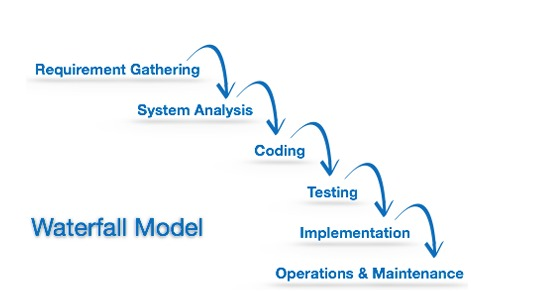 Requirement Gathering
System Analysis
Coding
Testing
Waterfall Model
Implementation
Operations & Maintenance